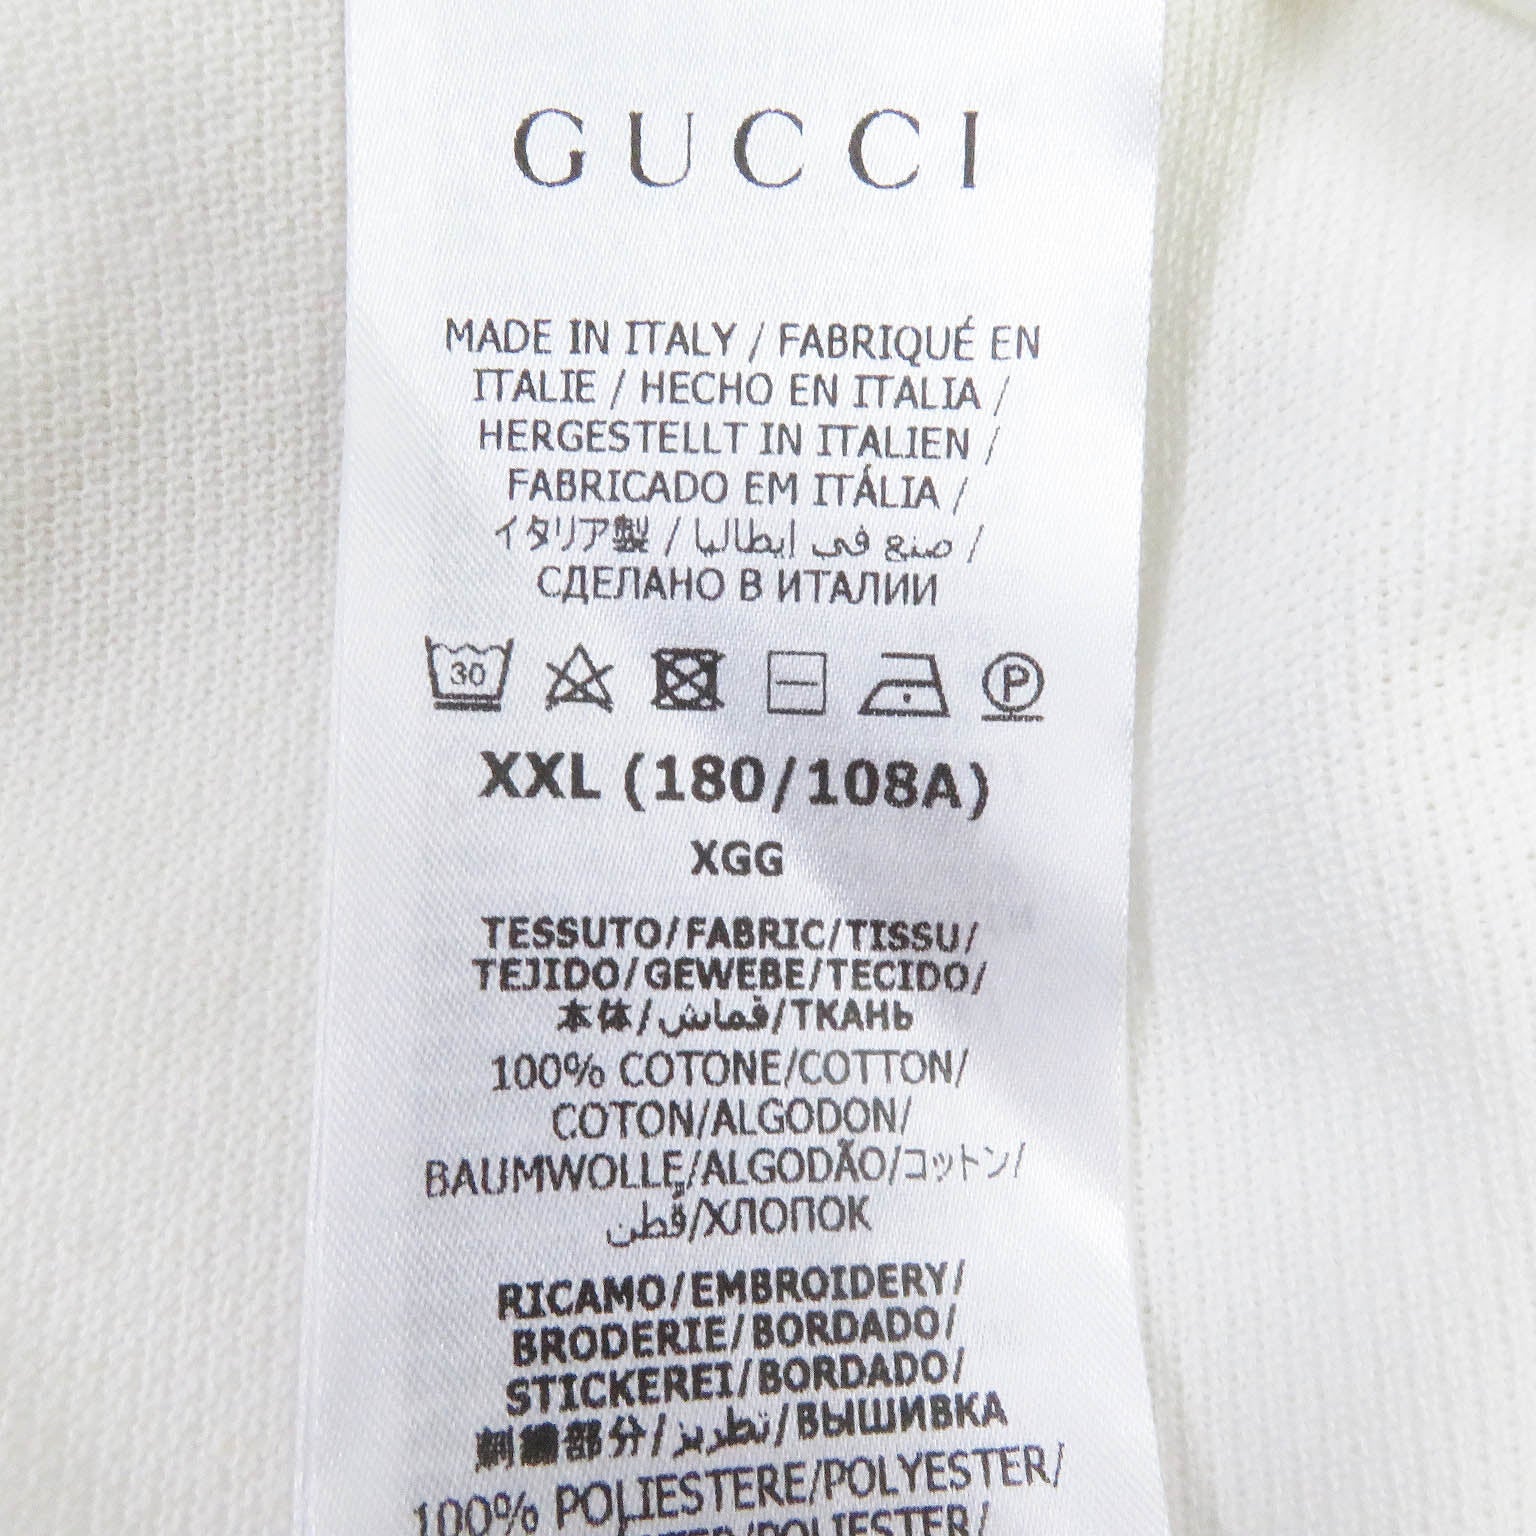 GUCCI
MADE IN ITALY / FABRIQUÉ EN
ITALIE / HECHO EN ITALIA /
HERGESTELLT IN ITALIEN /
FABRICADO EM ITÁLIA /
イタリア製 / صنع في ايطاليا /
СДЕЛАНО В ИТАЛИИ
30 P
XXL (180/108A)
XGG
TESSUTO/FABRIC/TISSU/
TEJIDO/GEWEBE/TECIDO/
本体/قماش/ТКАНЬ
100% COTONE/COTTON/
COTON/ALGODON/
BAUMWOLLE/ALGODÃO/コットン/
قطن/ХЛОПОК
RICAMO/EMBROIDERY/
BRODERIE/BORDADO/
STICKEREI/BORDADO/
刺繍部分/تطريز/ВЫШИВКА
100% POLIESTERE/POLYESTER/